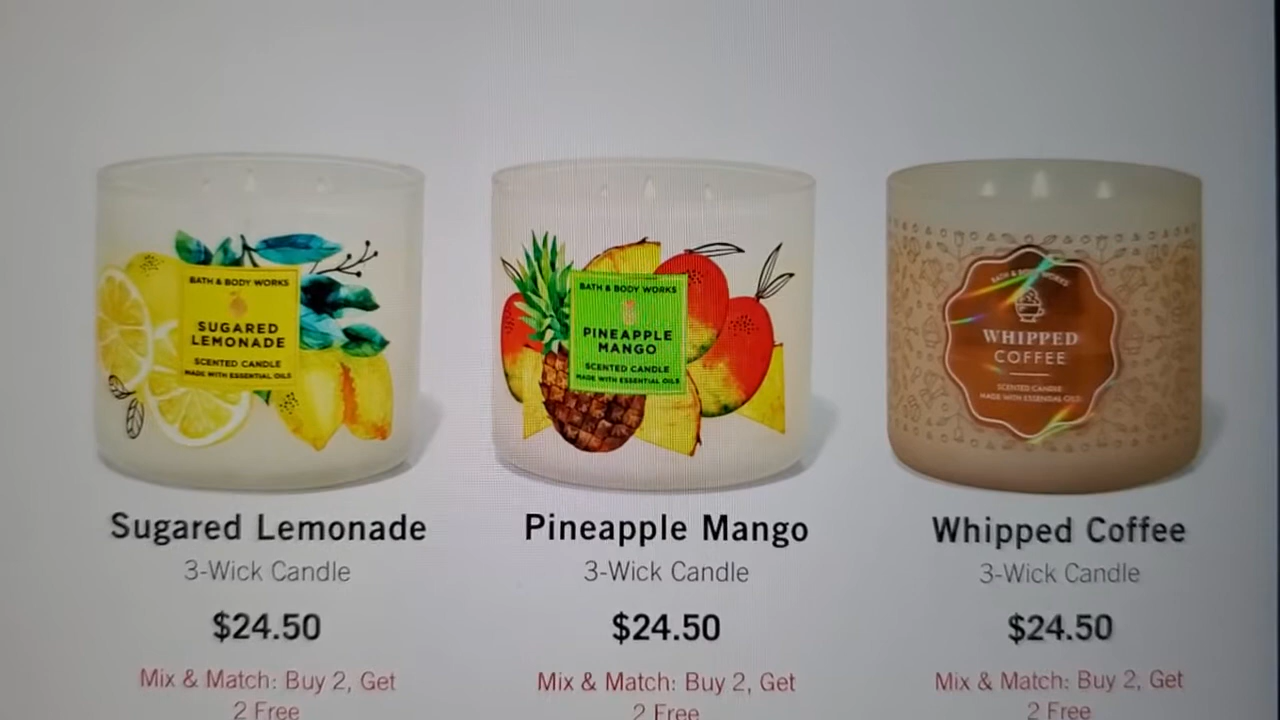 BATH & BODY WORKS
SUGARED
LEMONADE
SCENTED CANDLE
MADE WITH ESSENTIAL OILS
BATH & BODY WORKS
PINEAPPLE
MANGO
SCENTED CANDLE
MADE WITH ESSENTIAL OILS
BATH & BODY WORKS
WHIPPED
COFFEE
SCENTED CANDLE
MADE WITH ESSENTIAL OILS
Sugared Lemonade
3-Wick Candle
$24.50
Mix & Match: Buy 2, Get
2 Free
Pineapple Mango
3-Wick Candle
$24.50
Mix & Match: Buy 2, Get
2 Free
Whipped Coffee
3-Wick Candle
$24.50
Mix & Match: Buy 2, Get
2 Free